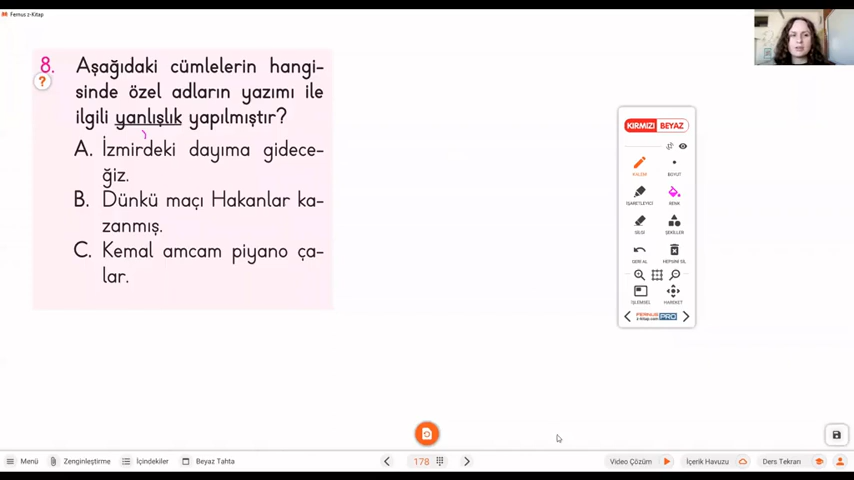 Fernus z-Kitap
8. Aşağıdaki cümlelerin hangi-
sinde özel adların yazımı ile
ilgili yanlışlık yapılmıştır?
A. İzmirdeki dayıma gidece-
ğiz.
B. Dünkü maçı Hakanlar ka-
zanmış.
C. Kemal amcam piyano ça-
lar.
?
KIRMIZI BEYAZ
KALEM BOYUT
İŞARETLEYİCİ RENK
SİLGİ ŞEKİLLER
GERİ AL HEPSİNİ SİL
İŞLEMSEL HAREKET
FERNUS z-Kitap.com PRO
Menü Zenginleştirme İçindekiler Beyaz Tahta 178 Video Çözüm İçerik Havuzu Ders Tekrarı